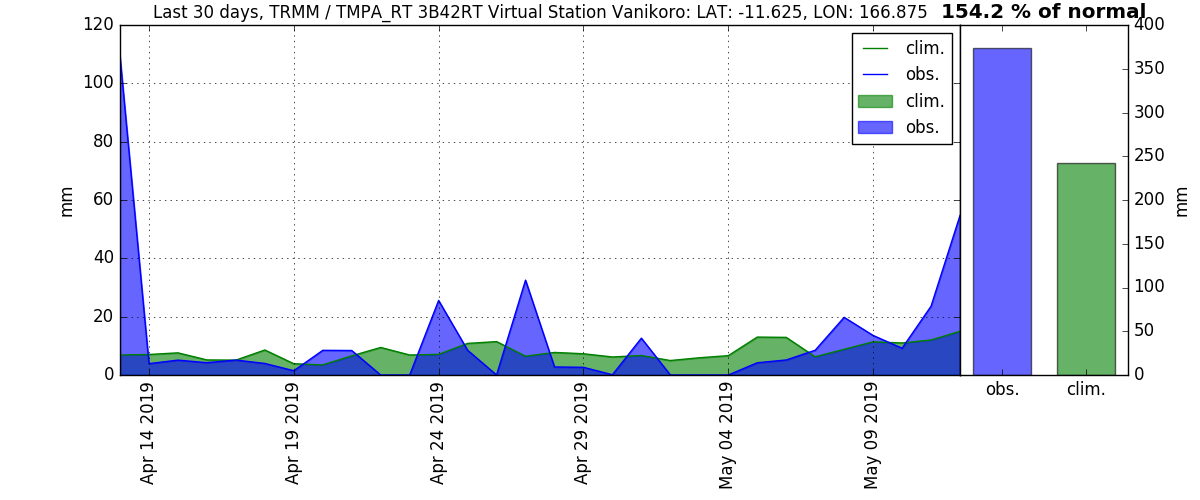 Last 30 days, TRMM / TMPA_RT 3B42RT Virtual Station Vanikoro: LAT: -11.625, LON: 166.875 154.2 % of normal
120
100
80
60
40
20
0
mm
clim.
obs.
clim.
obs.
Apr 14 2019
Apr 19 2019
Apr 24 2019
Apr 29 2019
May 04 2019
May 09 2019
400
350
300
250
200
150
100
50
0
mm
obs.
clim.